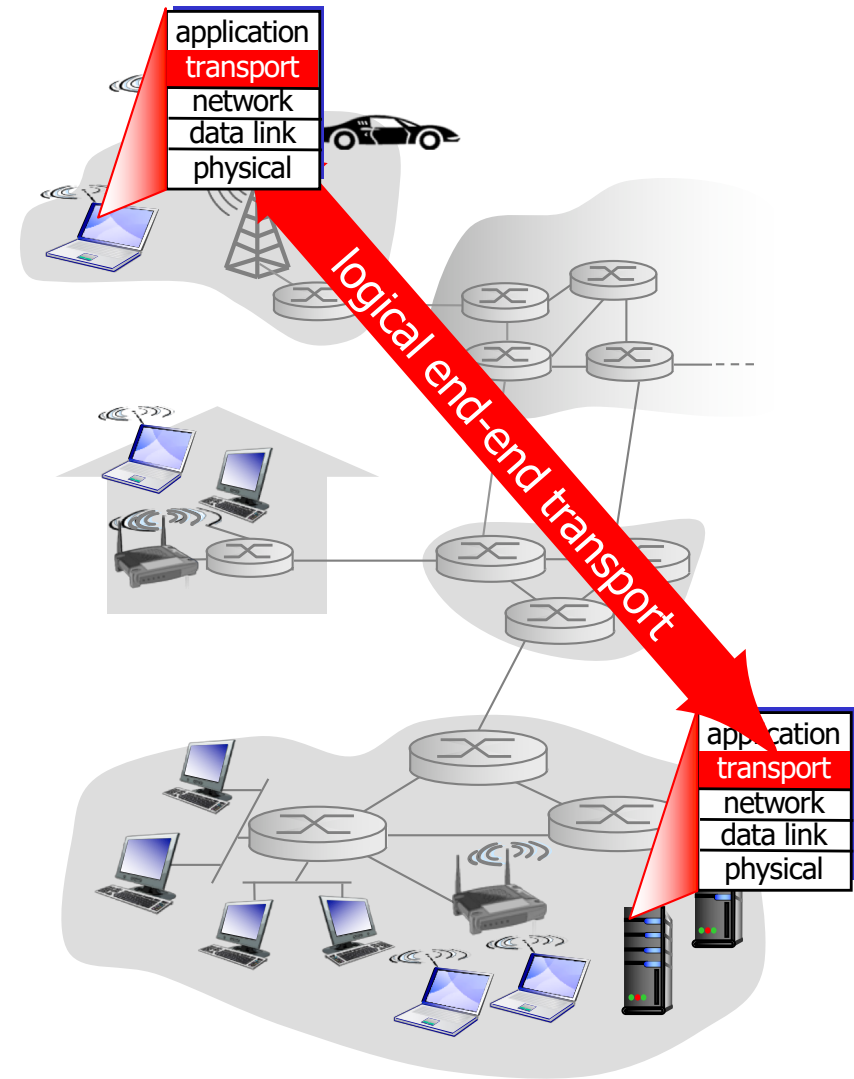 application
transport
network
data link
physical
logical end-end transport
application
transport
network
data link
physical